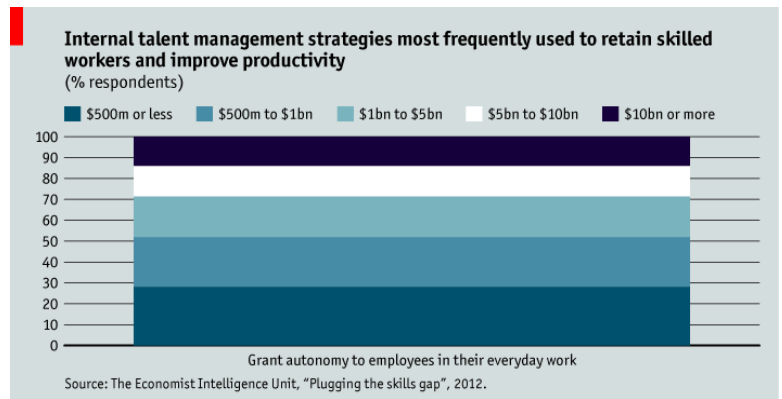 Internal talent management strategies most frequently used to retain skilled
workers and improve productivity
(% respondents)
$500m or less $500m to $1bn $1bn to $5bn $5bn to $10bn $10bn or more
100
90
80
70
60
50
40
30
20
10
0
Grant autonomy to employees in their everyday work
Source: The Economist Intelligence Unit, “Plugging the skills gap”, 2012.